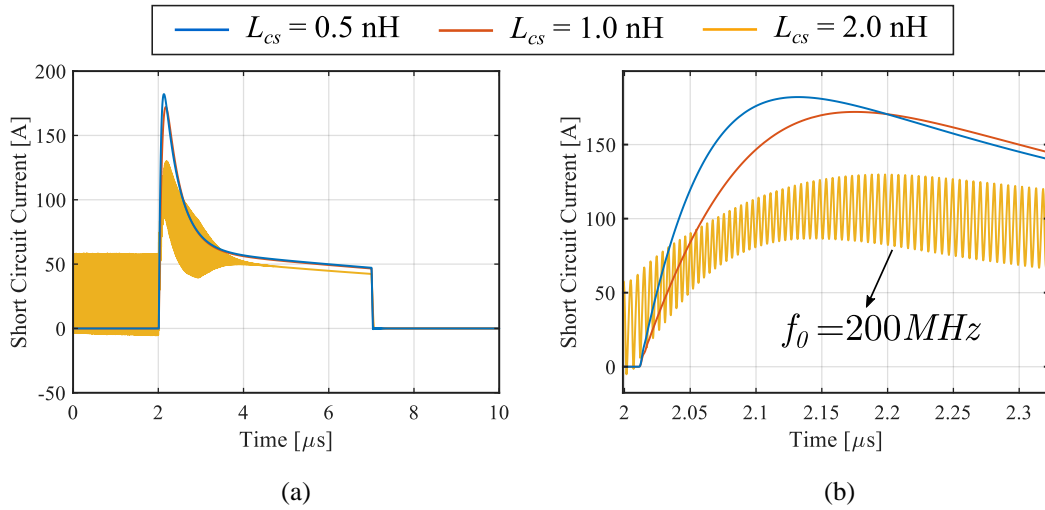 L_cs = 0.5 nH L_cs = 1.0 nH L_cs = 2.0 nH
Short Circuit Current [A]
200
150
100
50
0
-50
0 2 4 6 8 10
Time [μs]
(a)
Short Circuit Current [A]
150
100
50
0
f_0 = 200MHz
2 2.05 2.1 2.15 2.2 2.25 2.3
Time [μs]
(b)